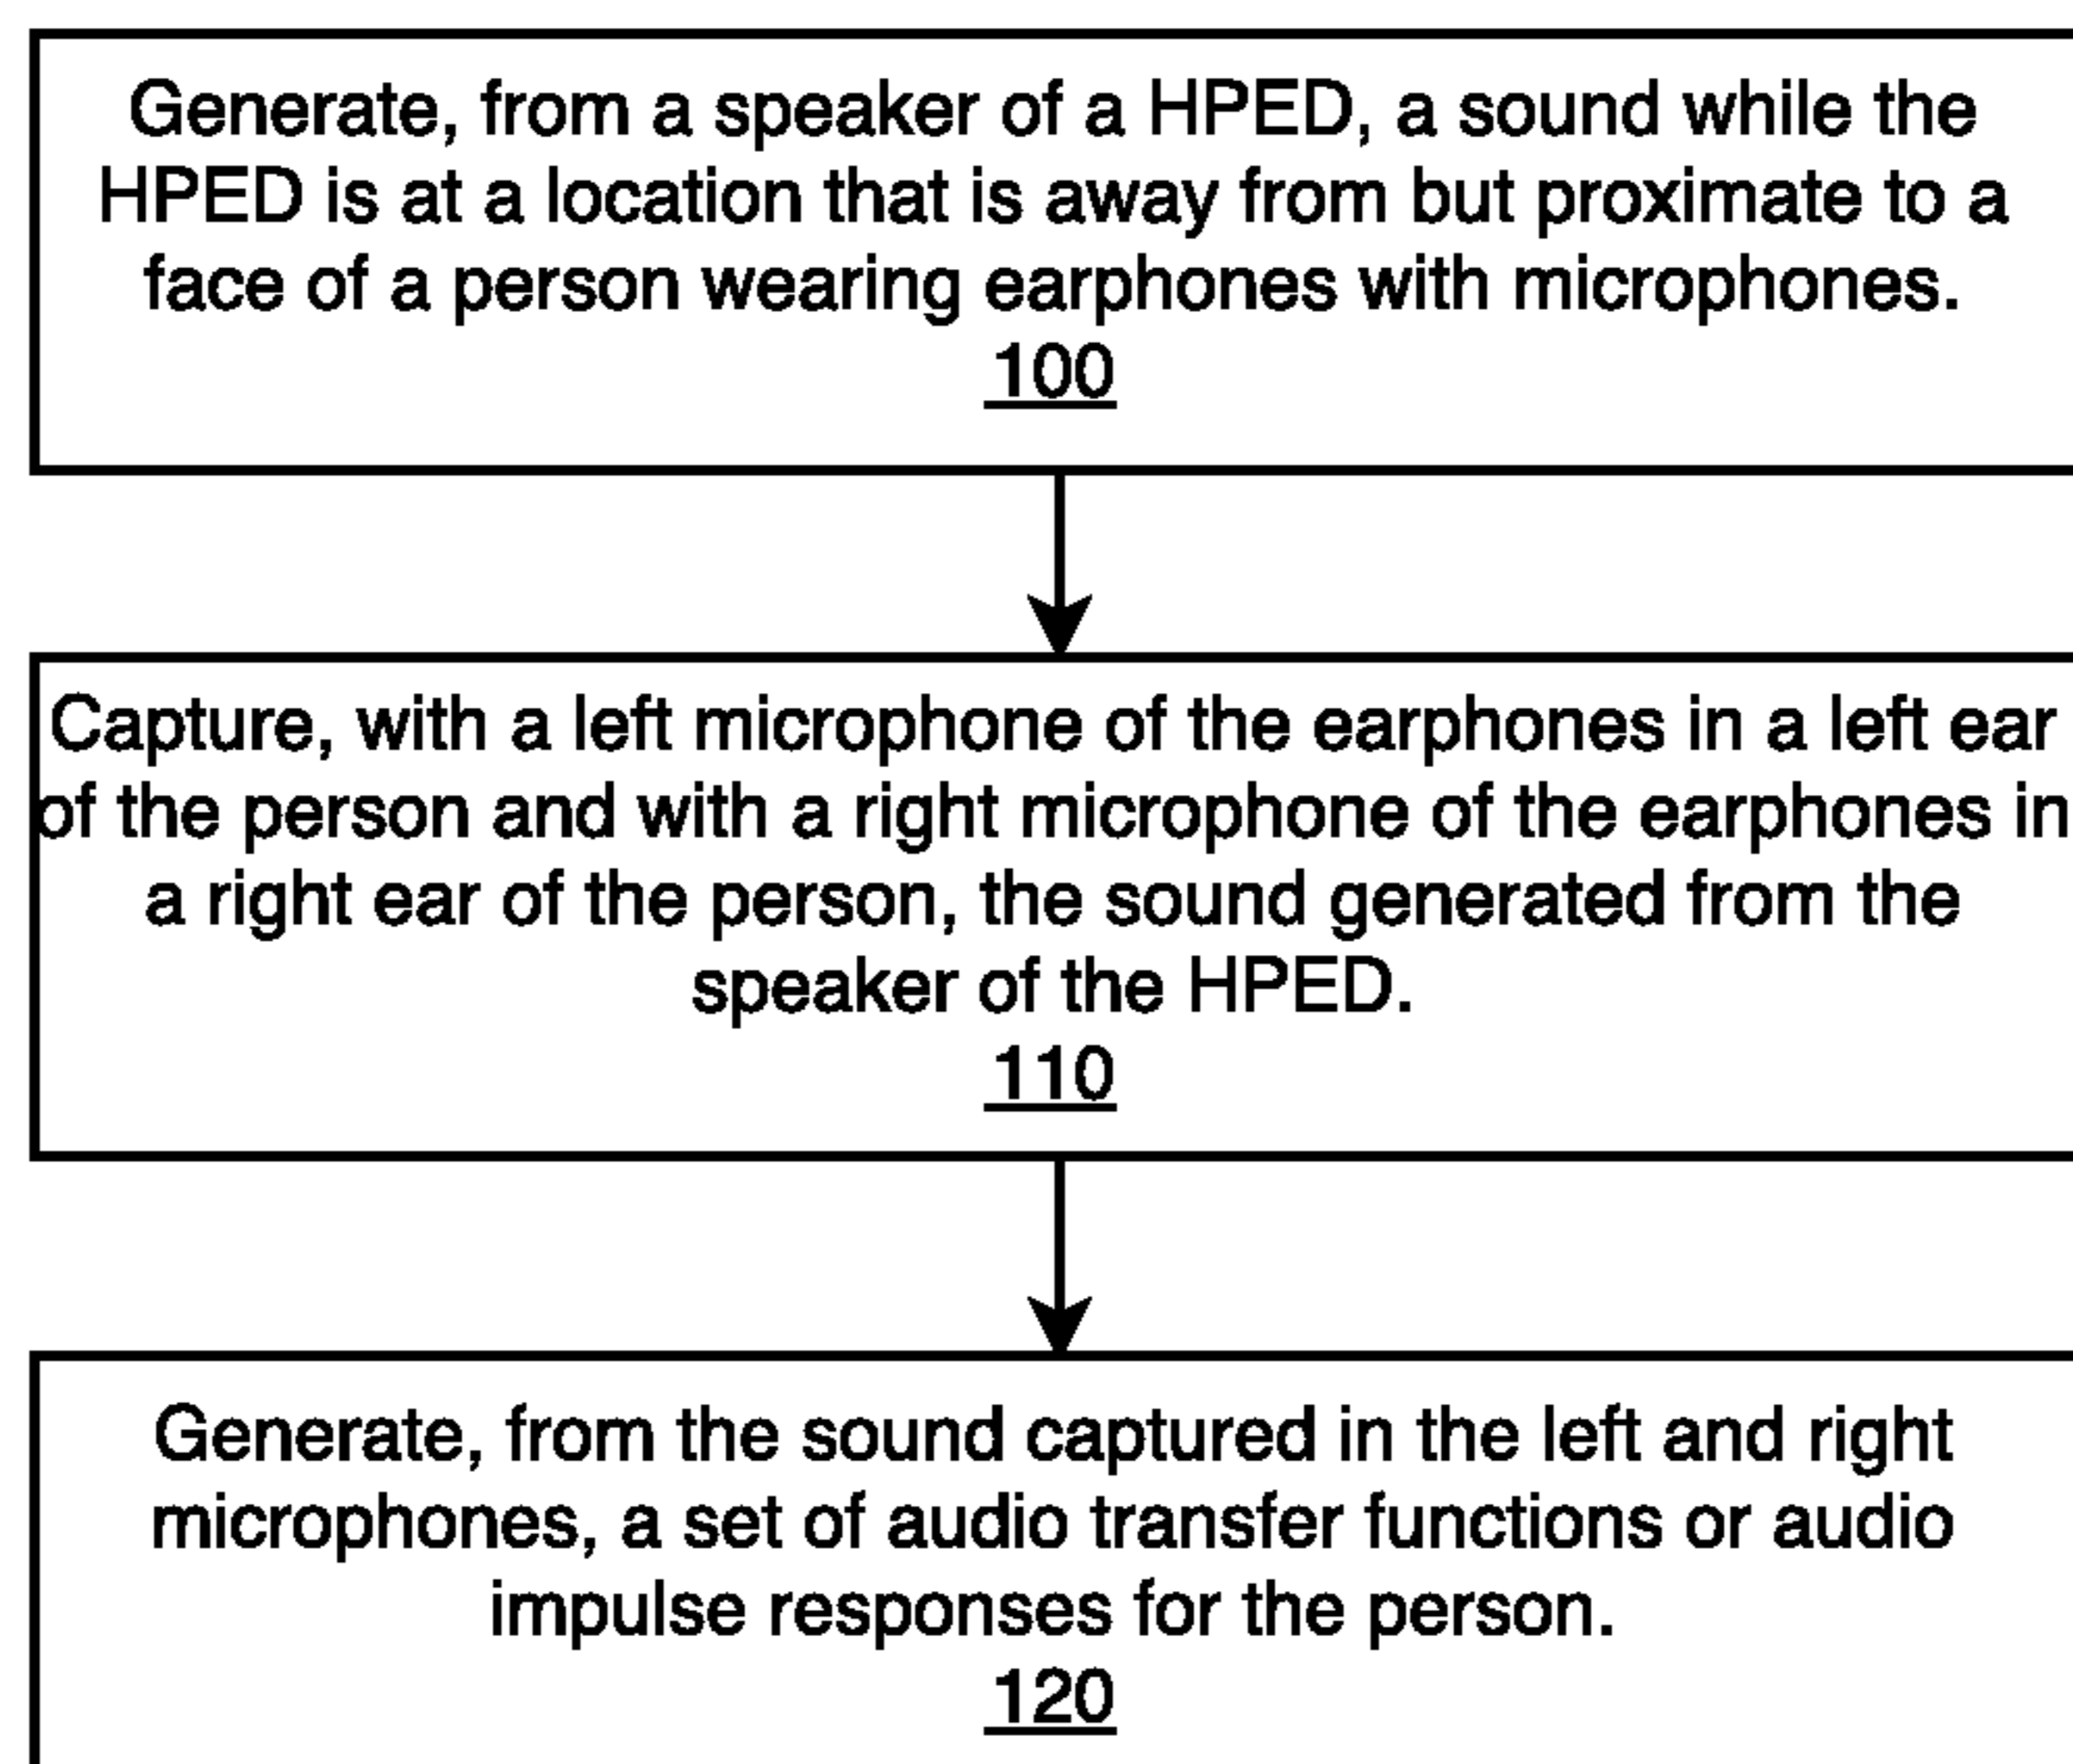 Generate, from a speaker of a HPED, a sound while the
HPED is at a location that is away from but proximate to a
face of a person wearing earphones with microphones.
100
Capture, with a left microphone of the earphones in a left ear
of the person and with a right microphone of the earphones in
a right ear of the person, the sound generated from the
speaker of the HPED.
110
Generate, from the sound captured in the left and right
microphones, a set of audio transfer functions or audio
impulse responses for the person.
120